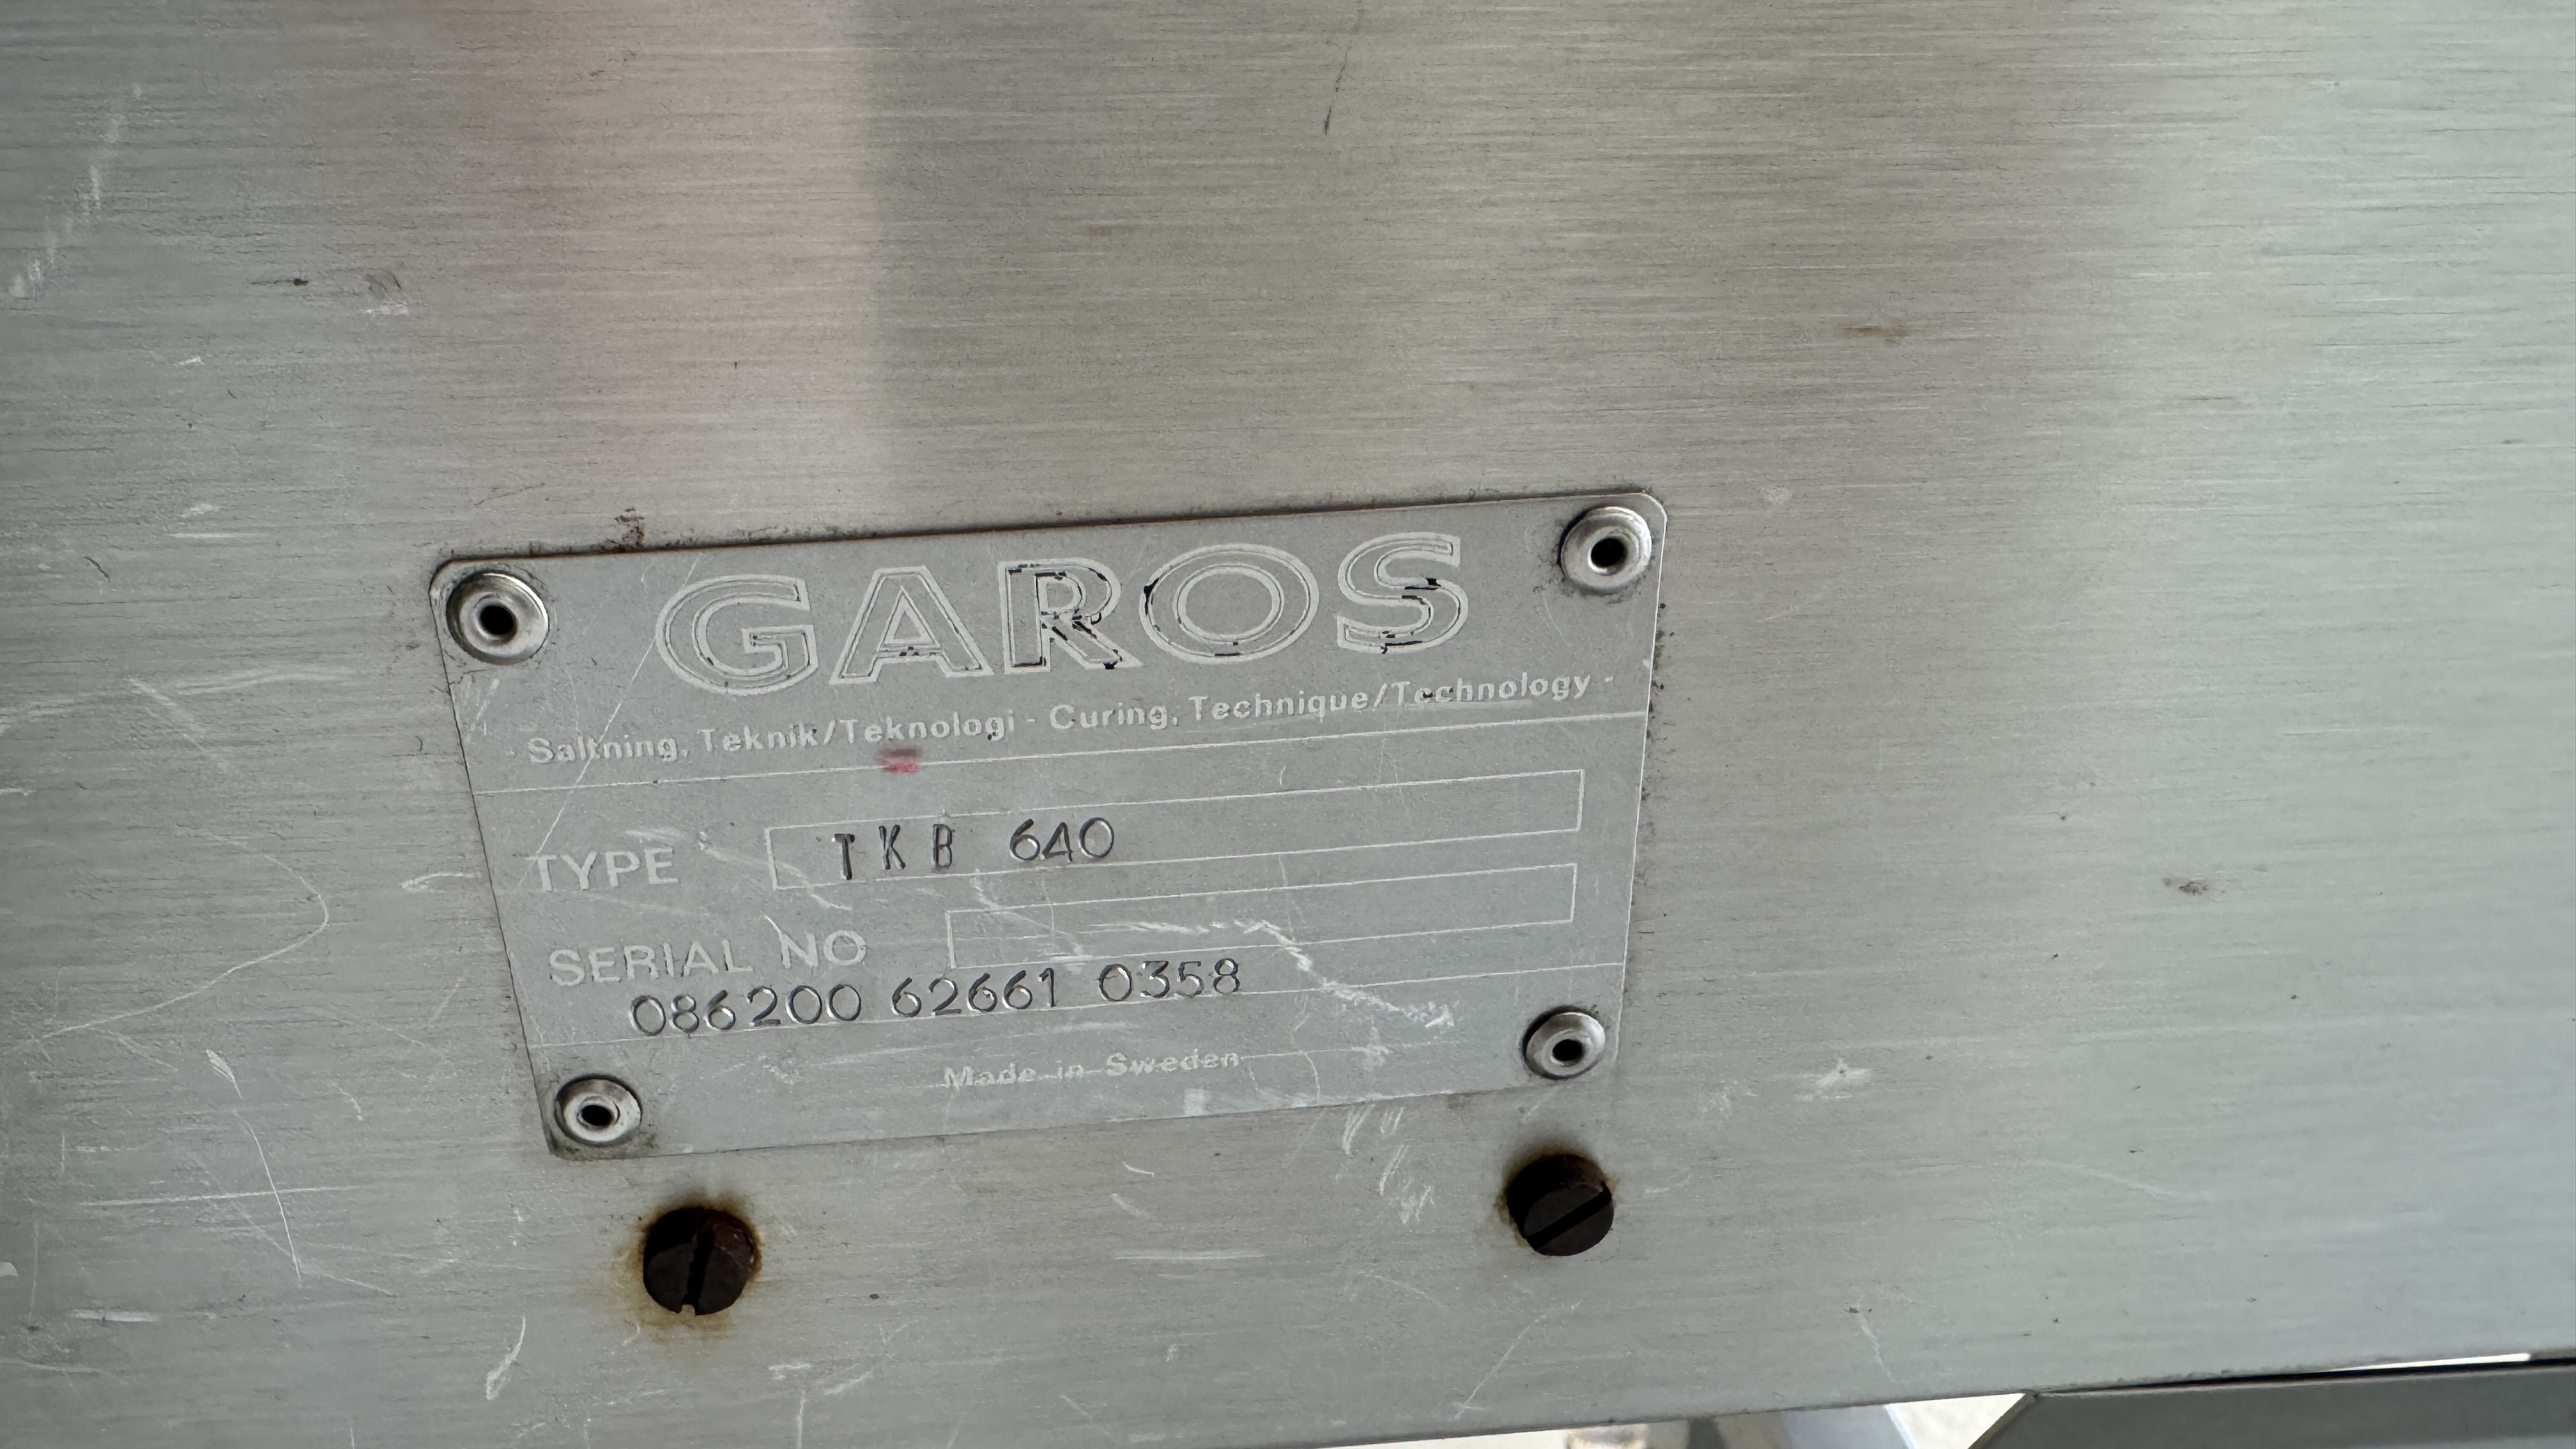 GAROS
- Saltning, Teknik/Teknologi - Curing, Technique/Technology -
TYPE TKB 640
SERIAL NO
086200 62661 0358
Made in Sweden